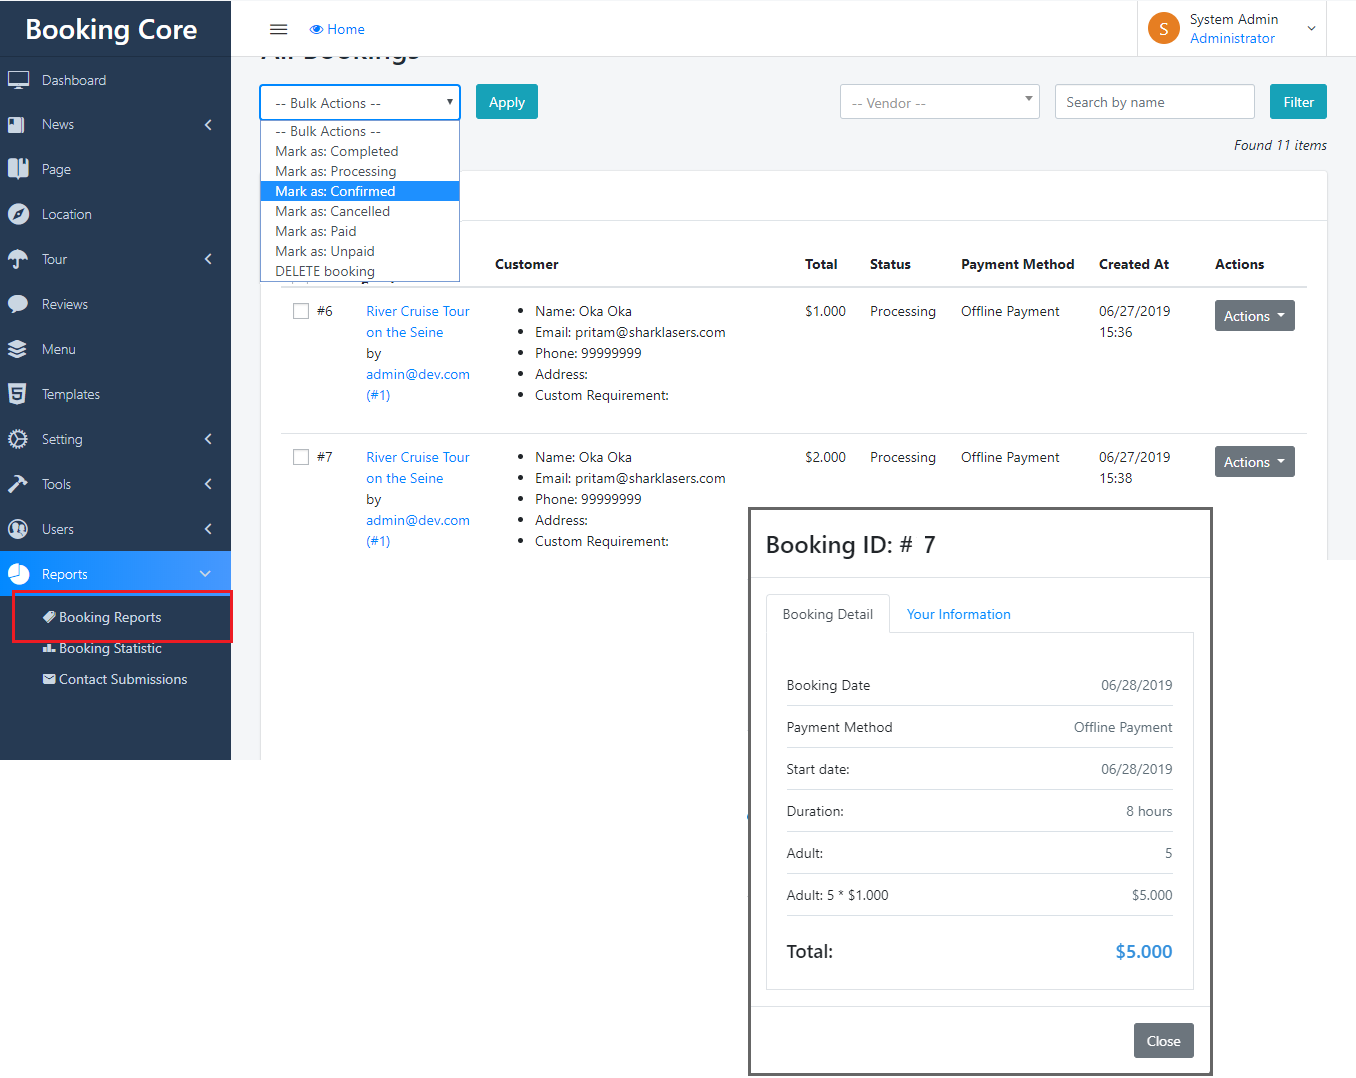 Booking Core
Home
S
System Admin
Administrator
Dashboard
News
Page
Location
Tour
Reviews
Menu
Templates
Setting
Tools
Users
Reports
Booking Reports
Booking Statistic
Contact Submissions
All Bookings
-- Bulk Actions --
Apply
-- Vendor --
Search by name
Filter
-- Bulk Actions --
Mark as: Completed
Mark as: Processing
Mark as: Confirmed
Mark as: Cancelled
Mark as: Paid
Mark as: Unpaid
DELETE booking
Found 11 items
Customer
Total
Status
Payment Method
Created At
Actions
#6
River Cruise Tour
on the Seine
by
admin@dev.com
(#1)
Name: Oka Oka
Email: pritam@sharklasers.com
Phone: 99999999
Address:
Custom Requirement:
$1.000
Processing
Offline Payment
06/27/2019
15:36
Actions
#7
River Cruise Tour
on the Seine
by
admin@dev.com
(#1)
Name: Oka Oka
Email: pritam@sharklasers.com
Phone: 99999999
Address:
Custom Requirement:
$2.000
Processing
Offline Payment
06/27/2019
15:38
Actions
Booking ID: # 7
Booking Detail
Your Information
Booking Date 06/28/2019
Payment Method Offline Payment
Start date: 06/28/2019
Duration: 8 hours
Adult: 5
Adult: 5 * $1.000 $5.000
Total: $5.000
Close